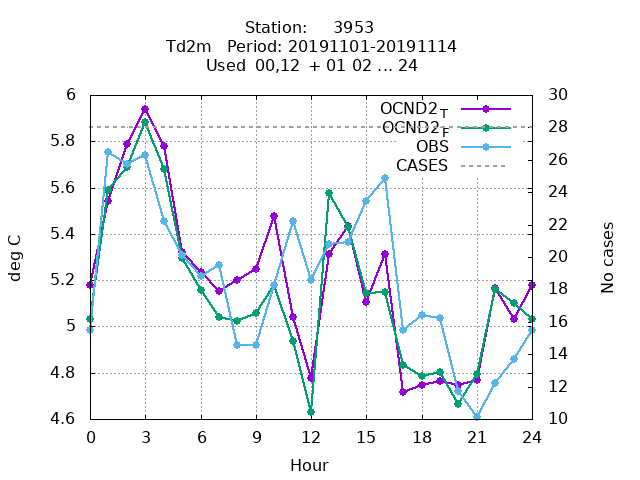 Station: 3953
Td2m Period: 20191101-20191114
Used 00,12 + 01 02 ... 24
6 30
OCND2_T
5.8 28
OCND2_F
OBS
26
CASES
5.6 24
22
5.4
20
5.2 18
5 16
14
4.8
12
4.6 10
0 3 6 9 12 15 18 21 24
Hour
deg C
No cases